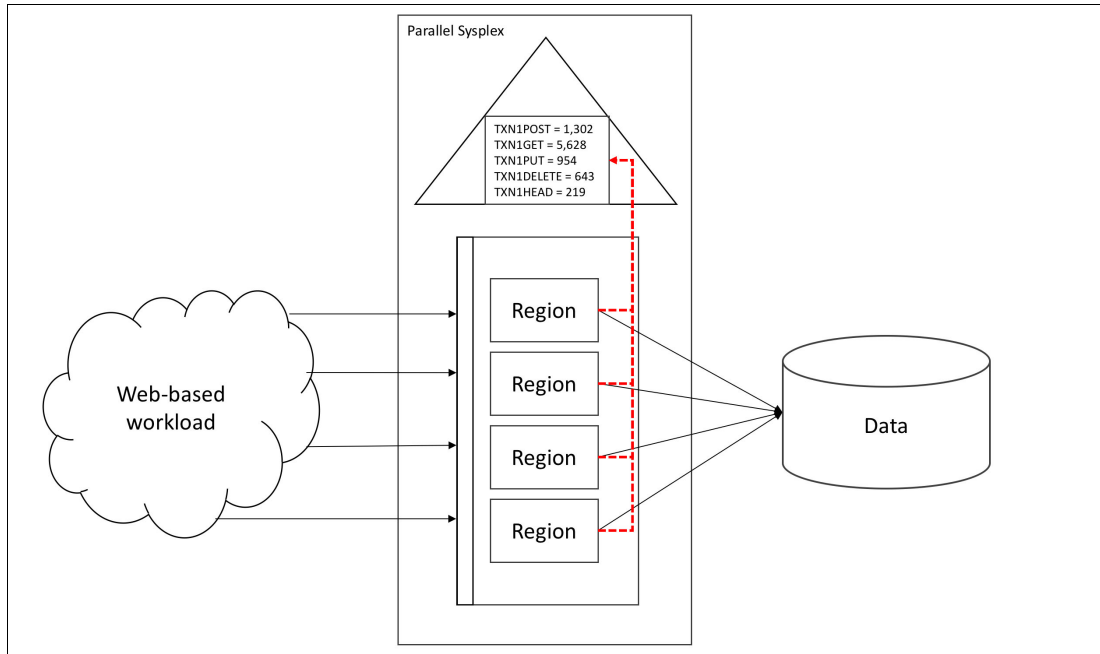 Parallel Sysplex
TXN1POST = 1,302
TXN1GET = 5,628
TXN1PUT = 954
TXN1DELETE = 643
TXN1HEAD = 219
Region
Region
Region
Region
Web-based
workload
Data